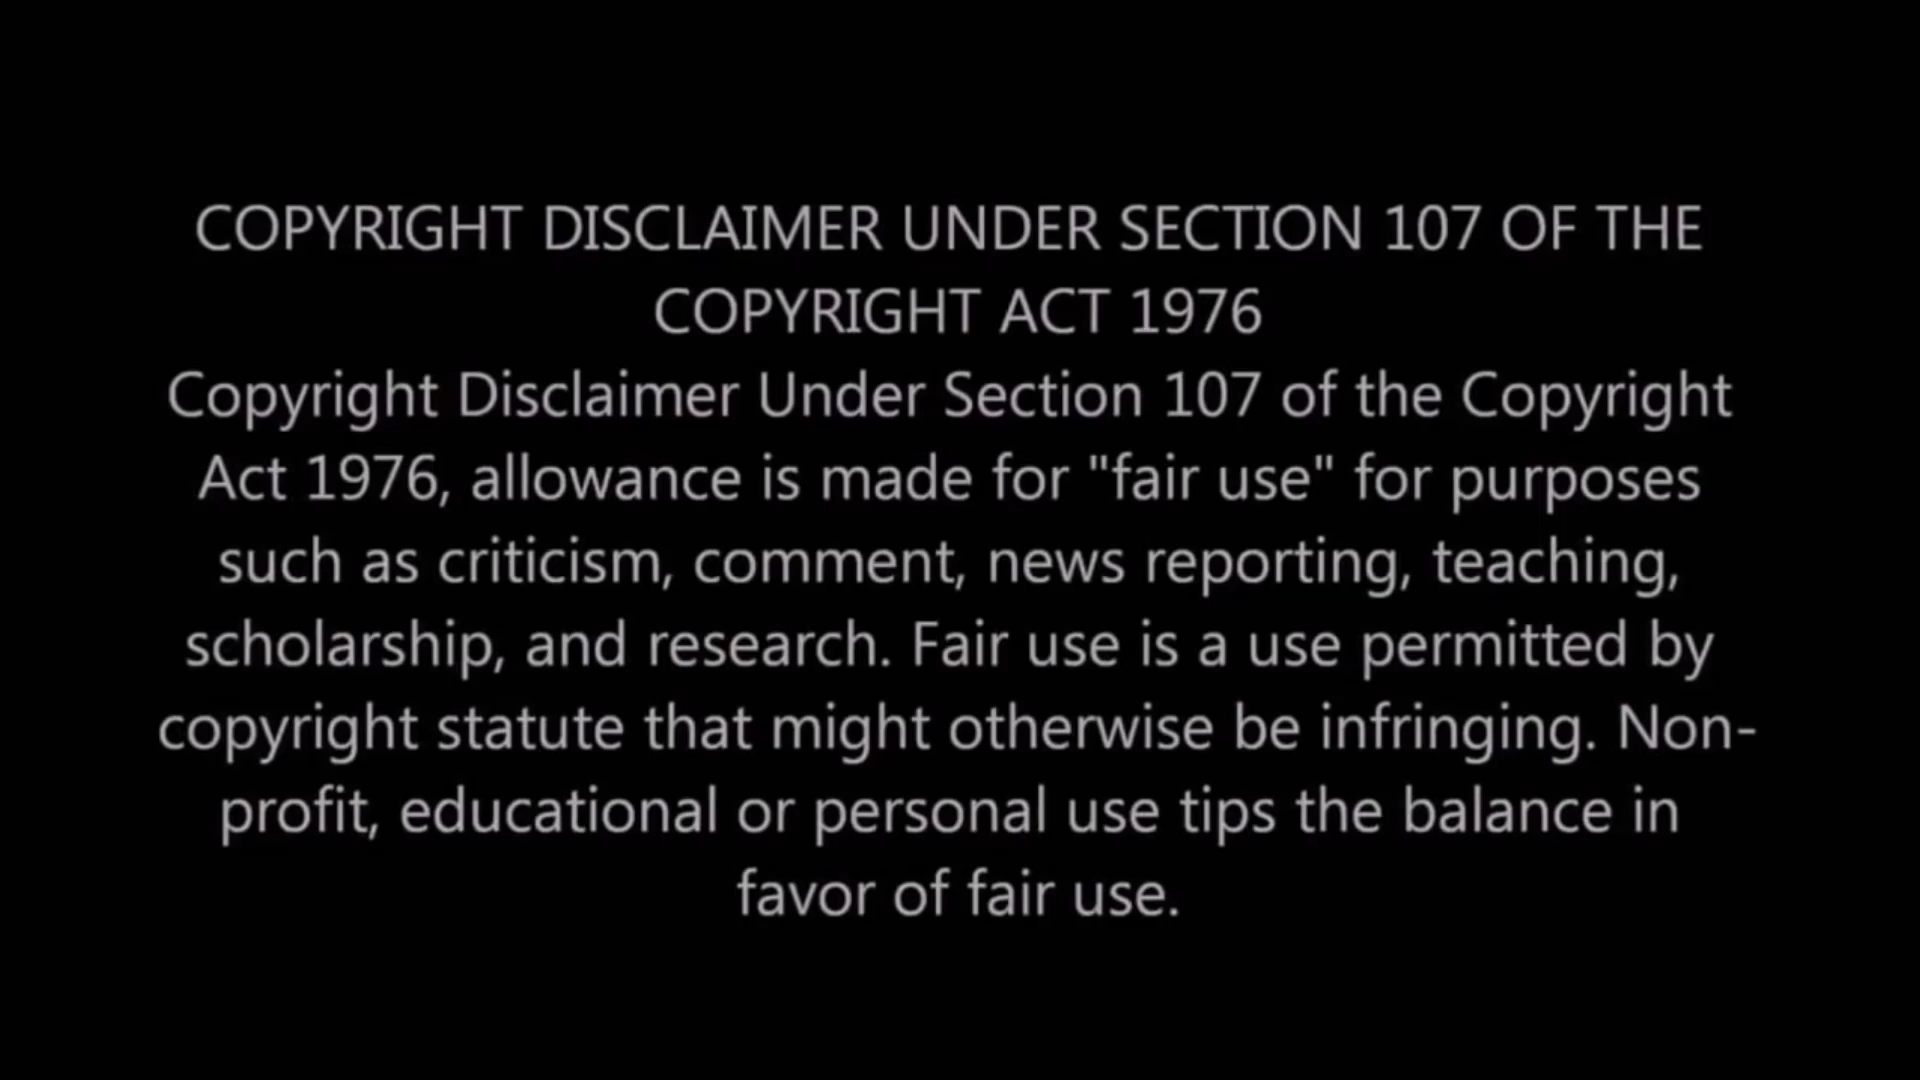 COPYRIGHT DISCLAIMER UNDER SECTION 107 OF THE
COPYRIGHT ACT 1976
Copyright Disclaimer Under Section 107 of the Copyright
Act 1976, allowance is made for "fair use" for purposes
such as criticism, comment, news reporting, teaching,
scholarship, and research. Fair use is a use permitted by
copyright statute that might otherwise be infringing. Non-
profit, educational or personal use tips the balance in
favor of fair use.